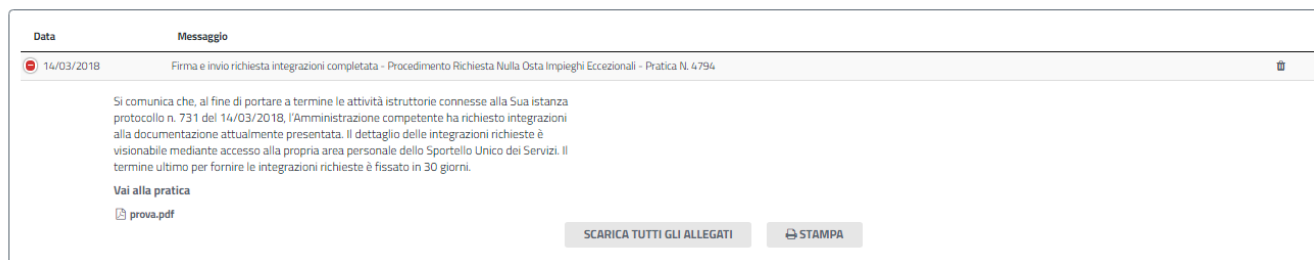 Data Messaggio
14/03/2018 Firma e invio richiesta integrazioni completata - Procedimento Richiesta Nulla Osta Impieghi Eccezionali - Pratica N. 4794
Si comunica che, al fine di portare a termine le attività istruttorie connesse alla Sua istanza
protocollo n. 731 del 14/03/2018, l'Amministrazione competente ha richiesto integrazioni
alla documentazione attualmente presentata. Il dettaglio delle integrazioni richieste è
visionabile mediante accesso alla propria area personale dello Sportello Unico dei Servizi. Il
termine ultimo per fornire le integrazioni richieste è fissato in 30 giorni.
Vai alla pratica
prova.pdf
SCARICA TUTTI GLI ALLEGATI STAMPA